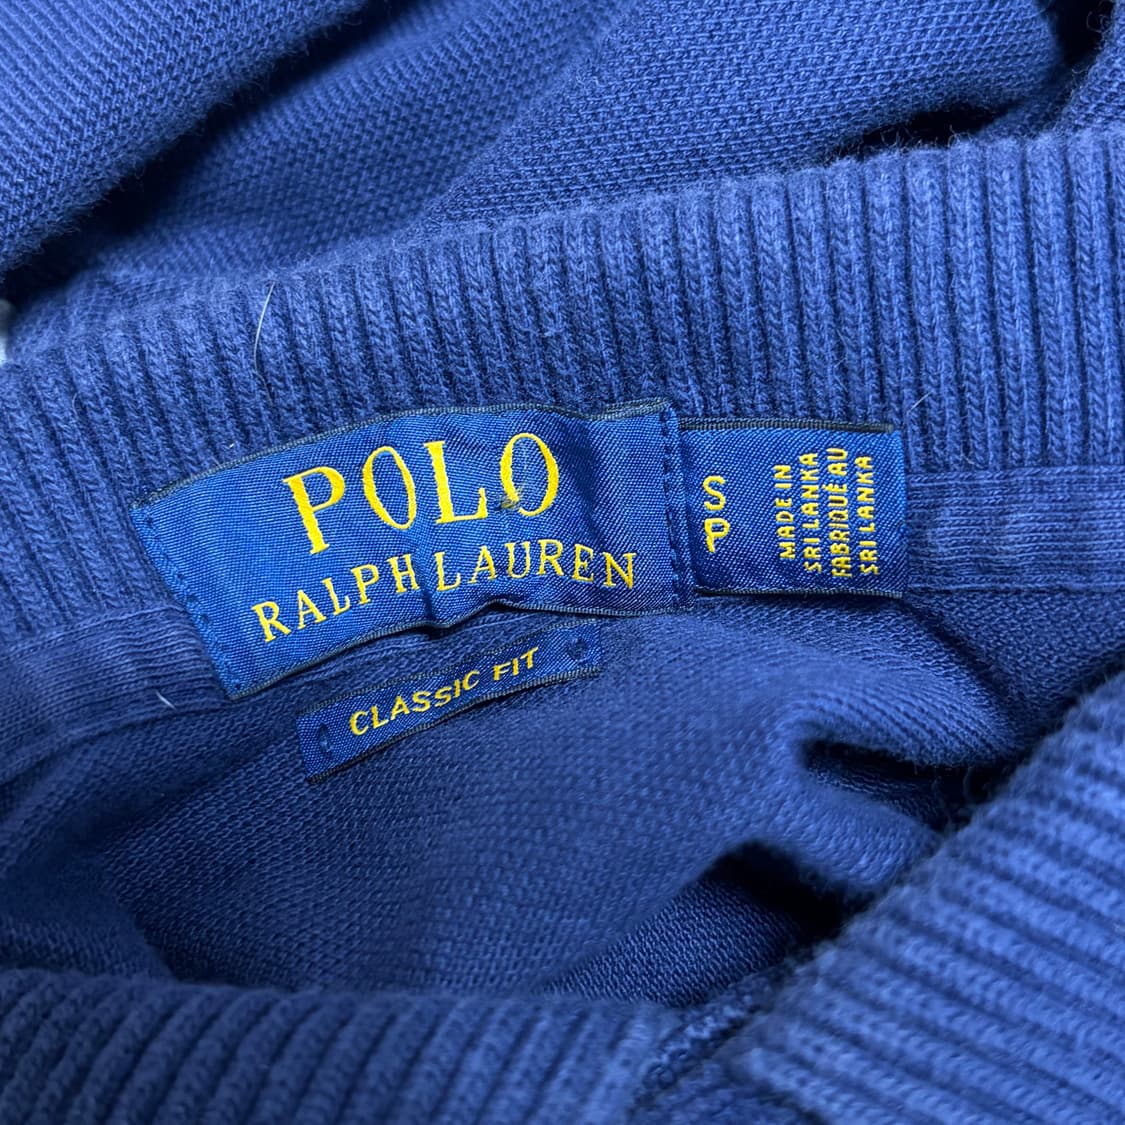 POLO
RALPH LAUREN
CLASSIC FIT
S
P
MADE IN
SRI LANKA
FABRIQUÉ AU
SRI LANKA